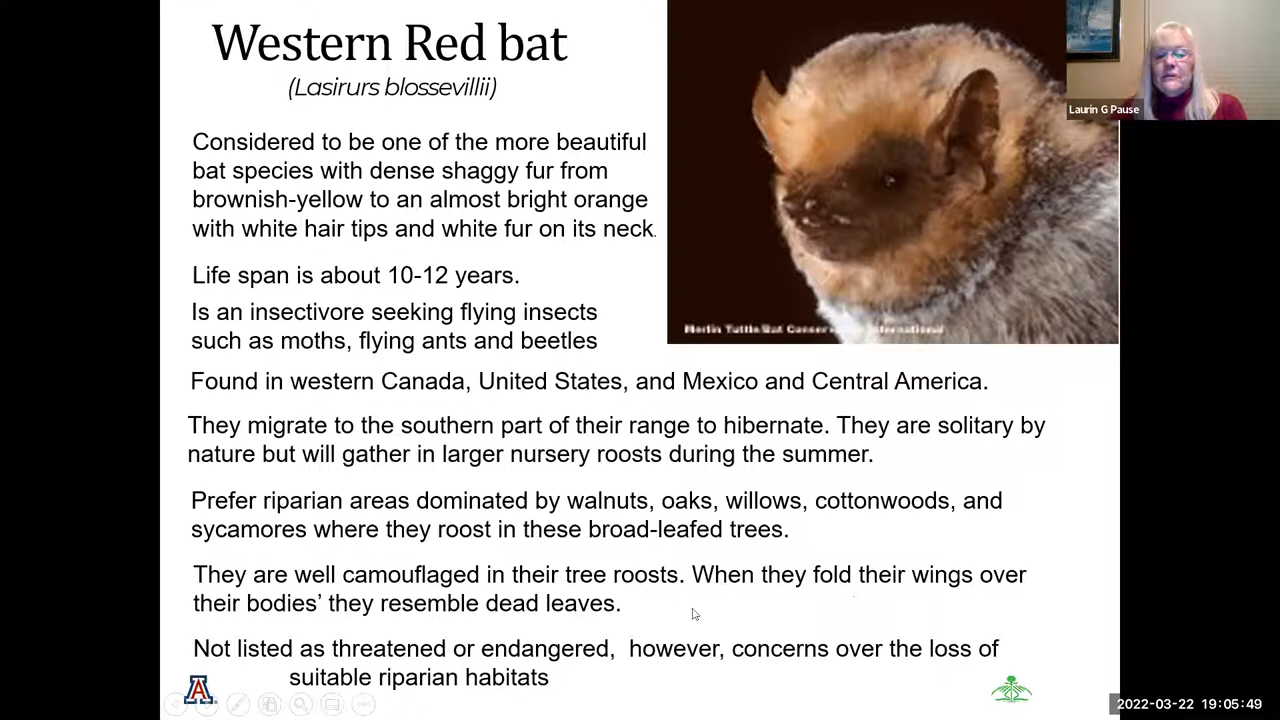 Western Red bat
(Lasirurs blossevillii)
Considered to be one of the more beautiful
bat species with dense shaggy fur from
brownish-yellow to an almost bright orange
with white hair tips and white fur on its neck.
Life span is about 10-12 years.
Is an insectivore seeking flying insects
such as moths, flying ants and beetles
Merlin Tuttle/Bat Conservation International
Laurin G Pause
Found in western Canada, United States, and Mexico and Central America.
They migrate to the southern part of their range to hibernate. They are solitary by
nature but will gather in larger nursery roosts during the summer.
Prefer riparian areas dominated by walnuts, oaks, willows, cottonwoods, and
sycamores where they roost in these broad-leafed trees.
They are well camouflaged in their tree roosts. When they fold their wings over
their bodies’ they resemble dead leaves.
Not listed as threatened or endangered,  however, concerns over the loss of
suitable riparian habitats
A
2022-03-22 19:05:49